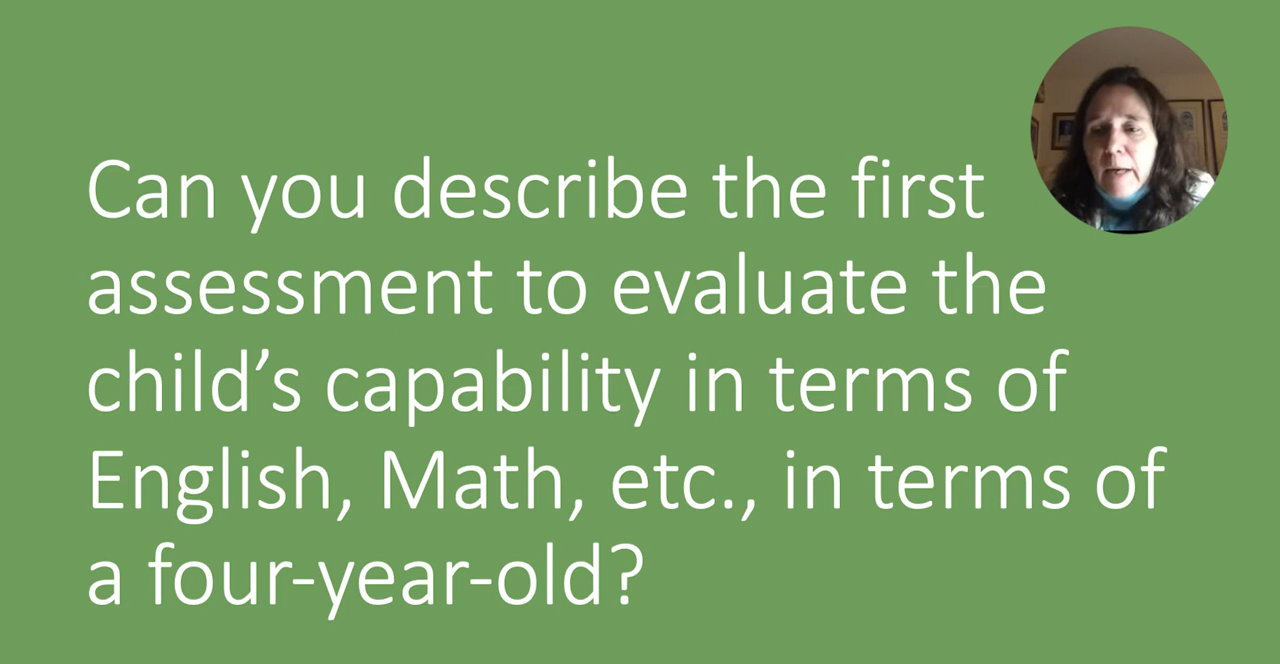 Can you describe the first
assessment to evaluate the
child’s capability in terms of
English, Math, etc., in terms of
a four-year-old?